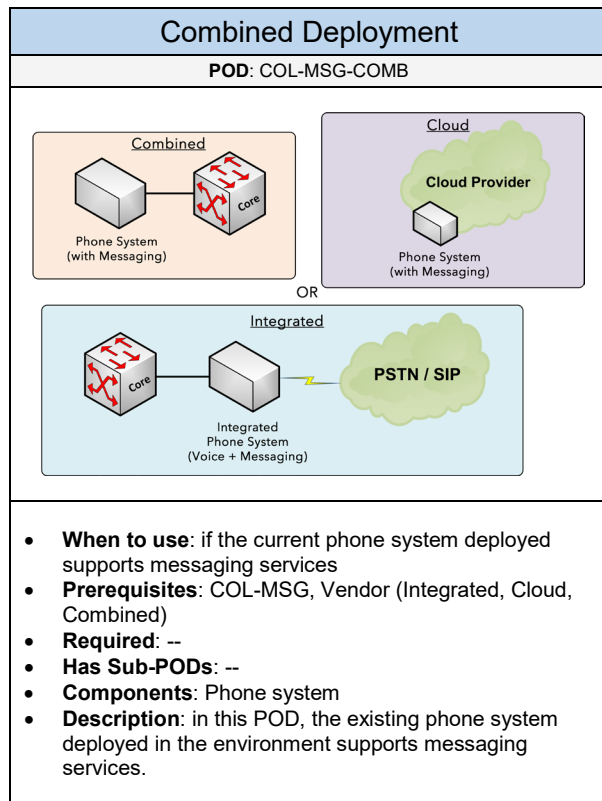 Combined Deployment
POD: COL-MSG-COMB
Combined
Core
Phone System
(with Messaging)
Cloud
Cloud Provider
Phone System
(with Messaging)
OR
Integrated
Core
PSTN / SIP
Integrated
Phone System
(Voice + Messaging)
• When to use: if the current phone system deployed
supports messaging services
• Prerequisites: COL-MSG, Vendor (Integrated, Cloud,
Combined)
• Required: --
• Has Sub-PODs: --
• Components: Phone system
• Description: in this POD, the existing phone system
deployed in the environment supports messaging
services.